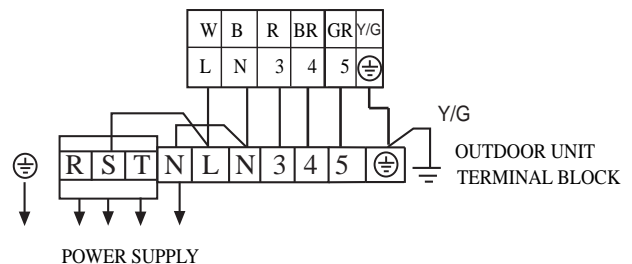 W B R BR GR Y/G
L N 3 4 5
Y/G
R S T N L N 3 4 5
OUTDOOR UNIT
TERMINAL BLOCK
POWER SUPPLY